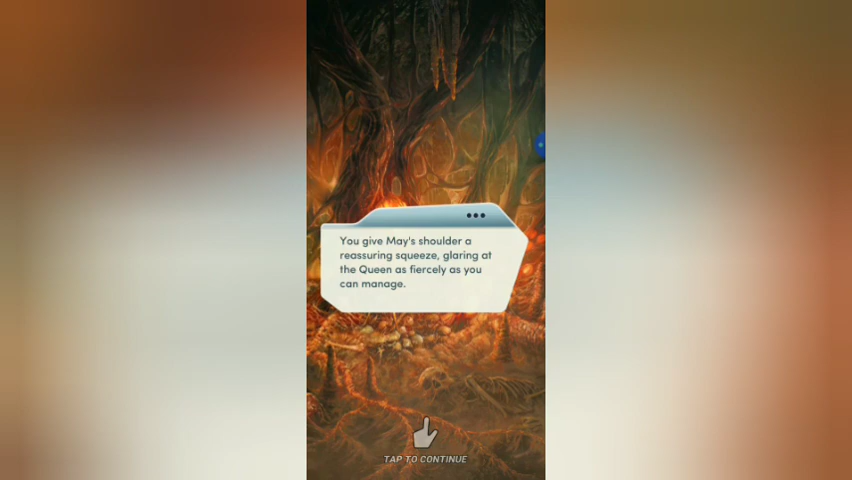 You give May's shoulder a
reassuring squeeze, glaring at
the Queen as fiercely as you
can manage.
TAP TO CONTINUE